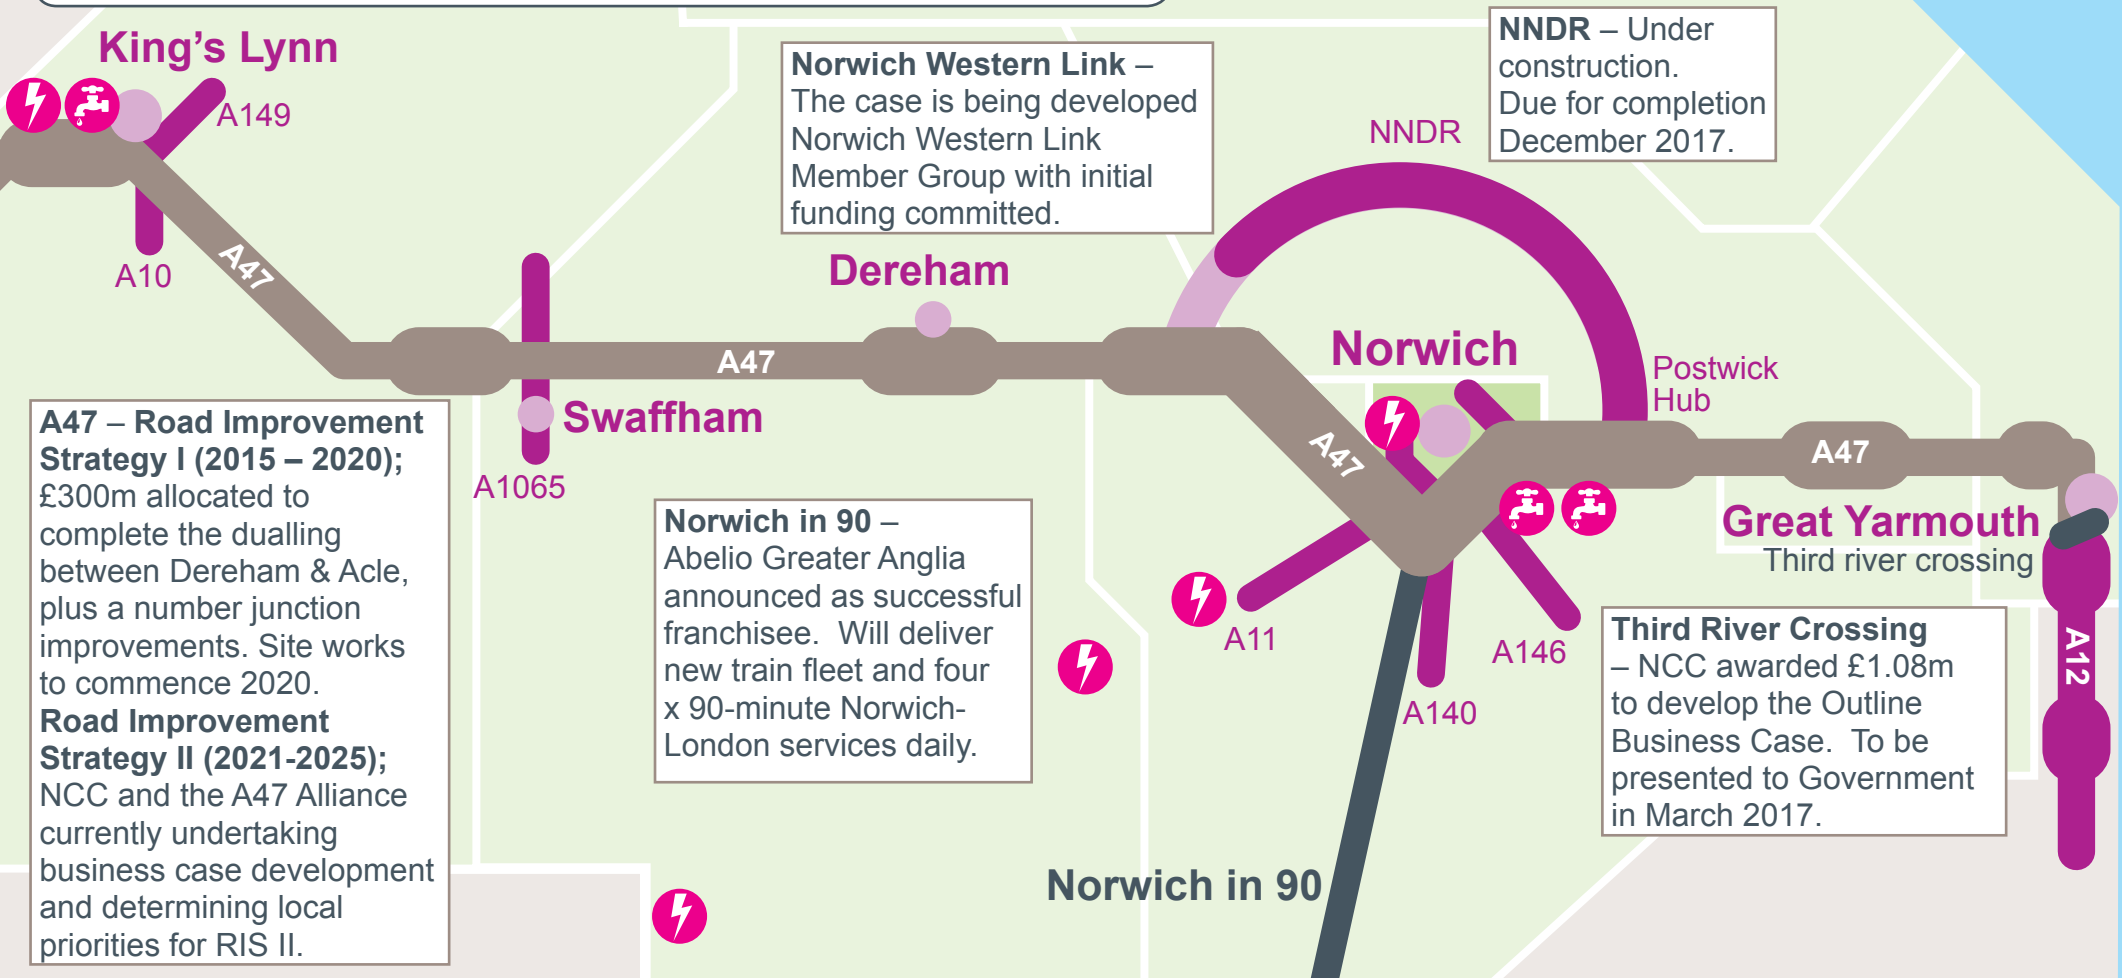 King's Lynn
A149
A10
A47
Norwich Western Link –
The case is being developed
Norwich Western Link
Member Group with initial
funding committed.
NNDR – Under
construction.
Due for completion
December 2017.
NNDR
Dereham
A47
Norwich
Postwick
Hub
Swaffham
A1065
A47
A47
A47 – Road Improvement
Strategy I (2015 – 2020);
£300m allocated to
complete the dualling
between Dereham & Acle,
plus a number junction
improvements. Site works
to commence 2020.
Road Improvement
Strategy II (2021-2025);
NCC and the A47 Alliance
currently undertaking
business case development
and determining local
priorities for RIS II.
Norwich in 90 –
Abelio Greater Anglia
announced as successful
franchisee.  Will deliver
new train fleet and four
x 90-minute Norwich-
London services daily.
Great Yarmouth
Third river crossing
A11
A146
A140
A12
Third River Crossing
– NCC awarded £1.08m
to develop the Outline
Business Case.  To be
presented to Government
in March 2017.
Norwich in 90